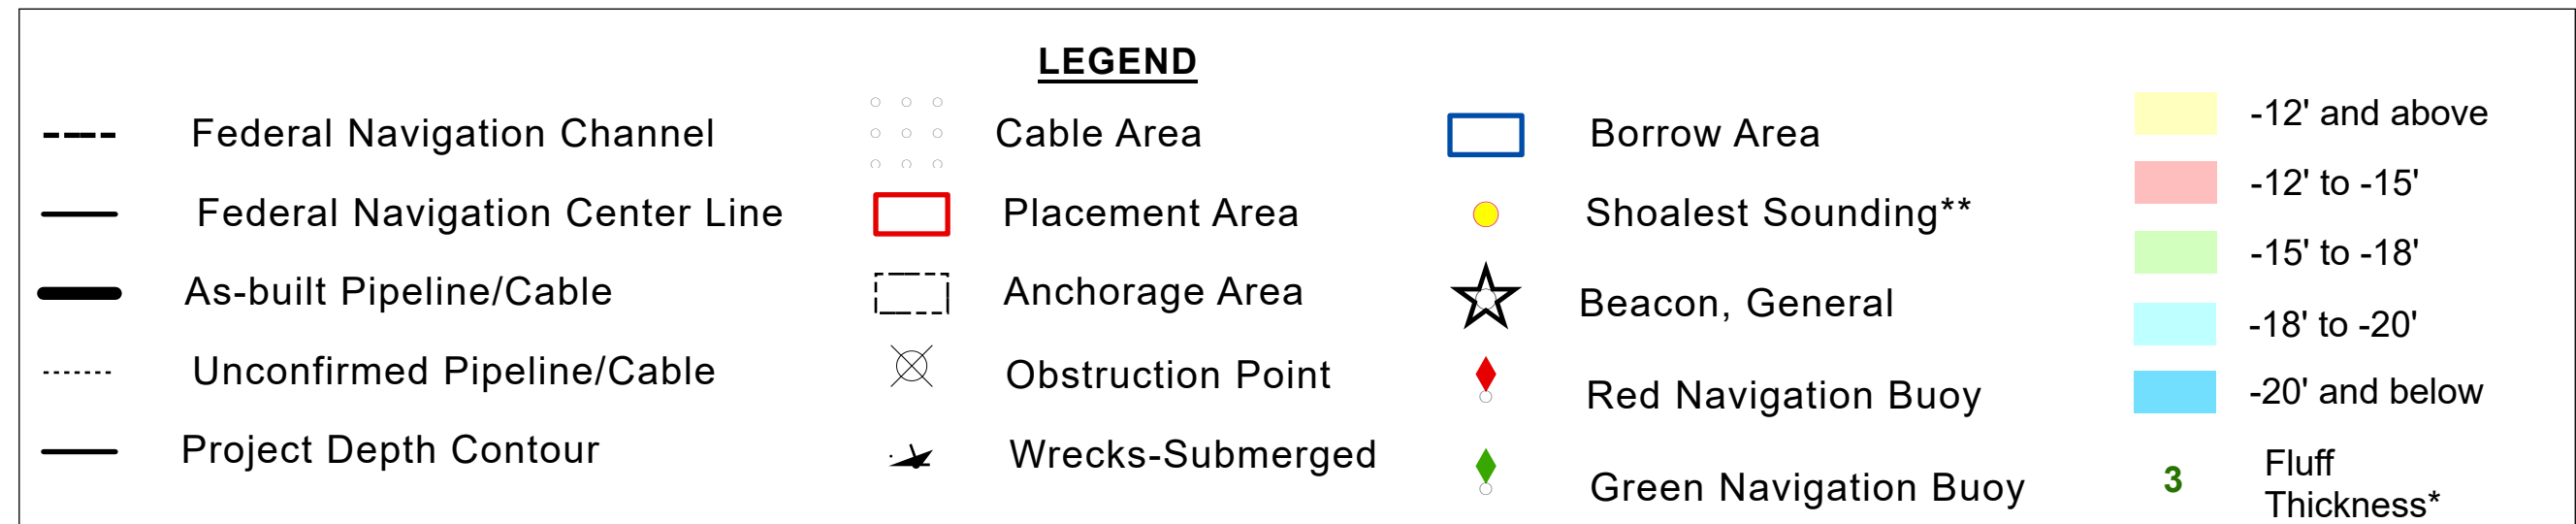 LEGEND
Federal Navigation Channel
Federal Navigation Center Line
As-built Pipeline/Cable
Unconfirmed Pipeline/Cable
Project Depth Contour
Cable Area
Placement Area
Anchorage Area
Obstruction Point
Wrecks-Submerged
Borrow Area
Shoalest Sounding**
Beacon, General
Red Navigation Buoy
Green Navigation Buoy
-12' and above
-12' to -15'
-15' to -18'
-18' to -20'
-20' and below
3 Fluff
Thickness*